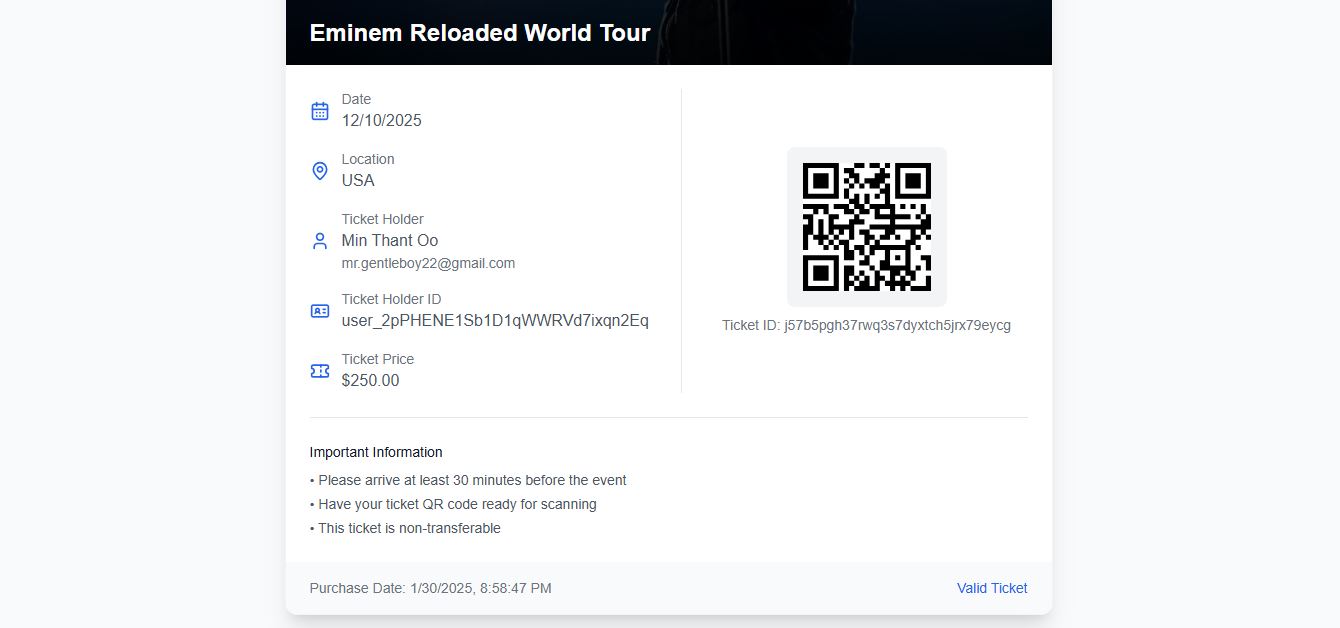 Eminem Reloaded World Tour
Date
12/10/2025
Location
USA
Ticket Holder
Min Thant Oo
mr.gentleboy22@gmail.com
Ticket Holder ID
user_2pPHENE1Sb1D1qWWRVd7ixqn2Eq
Ticket Price
$250.00
Ticket ID: j57b5pgh37rwq3s7dyxtch5jrx79eycg
Important Information
• Please arrive at least 30 minutes before the event
• Have your ticket QR code ready for scanning
• This ticket is non-transferable
Purchase Date: 1/30/2025, 8:58:47 PM
Valid Ticket